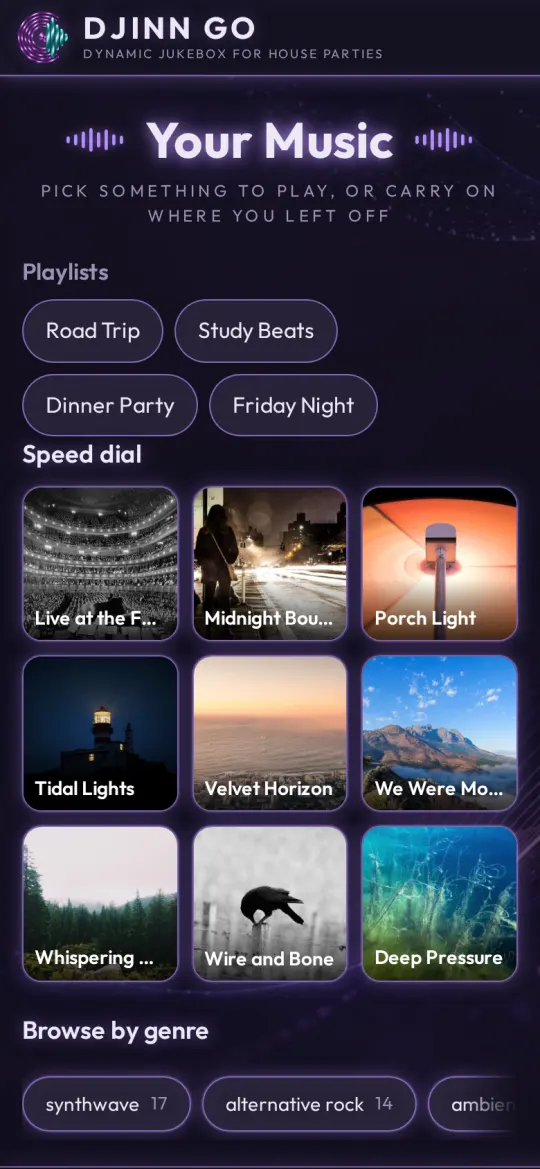 DJINN GO
DYNAMIC JUKEBOX FOR HOUSE PARTIES
Your Music
PICK SOMETHING TO PLAY, OR CARRY ON
WHERE YOU LEFT OFF
Playlists
Road Trip
Study Beats
Dinner Party
Friday Night
Speed dial
Live at the F...
Midnight Bou...
Porch Light
Tidal Lights
Velvet Horizon
We Were Mo...
Whispering ...
Wire and Bone
Deep Pressure
Browse by genre
synthwave 17
alternative rock 14
ambien